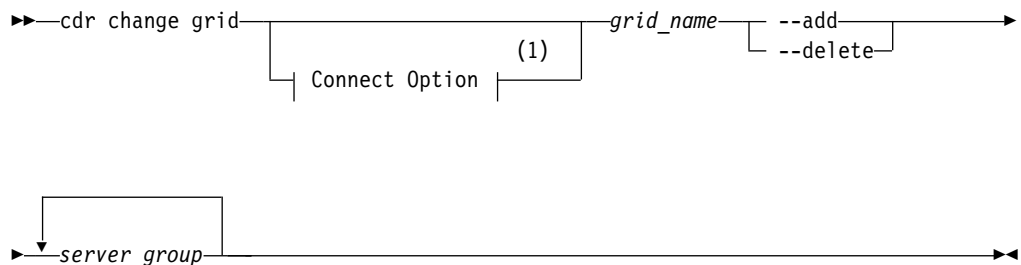 cdr change grid grid_name --add
(1) --delete
Connect Option
server group